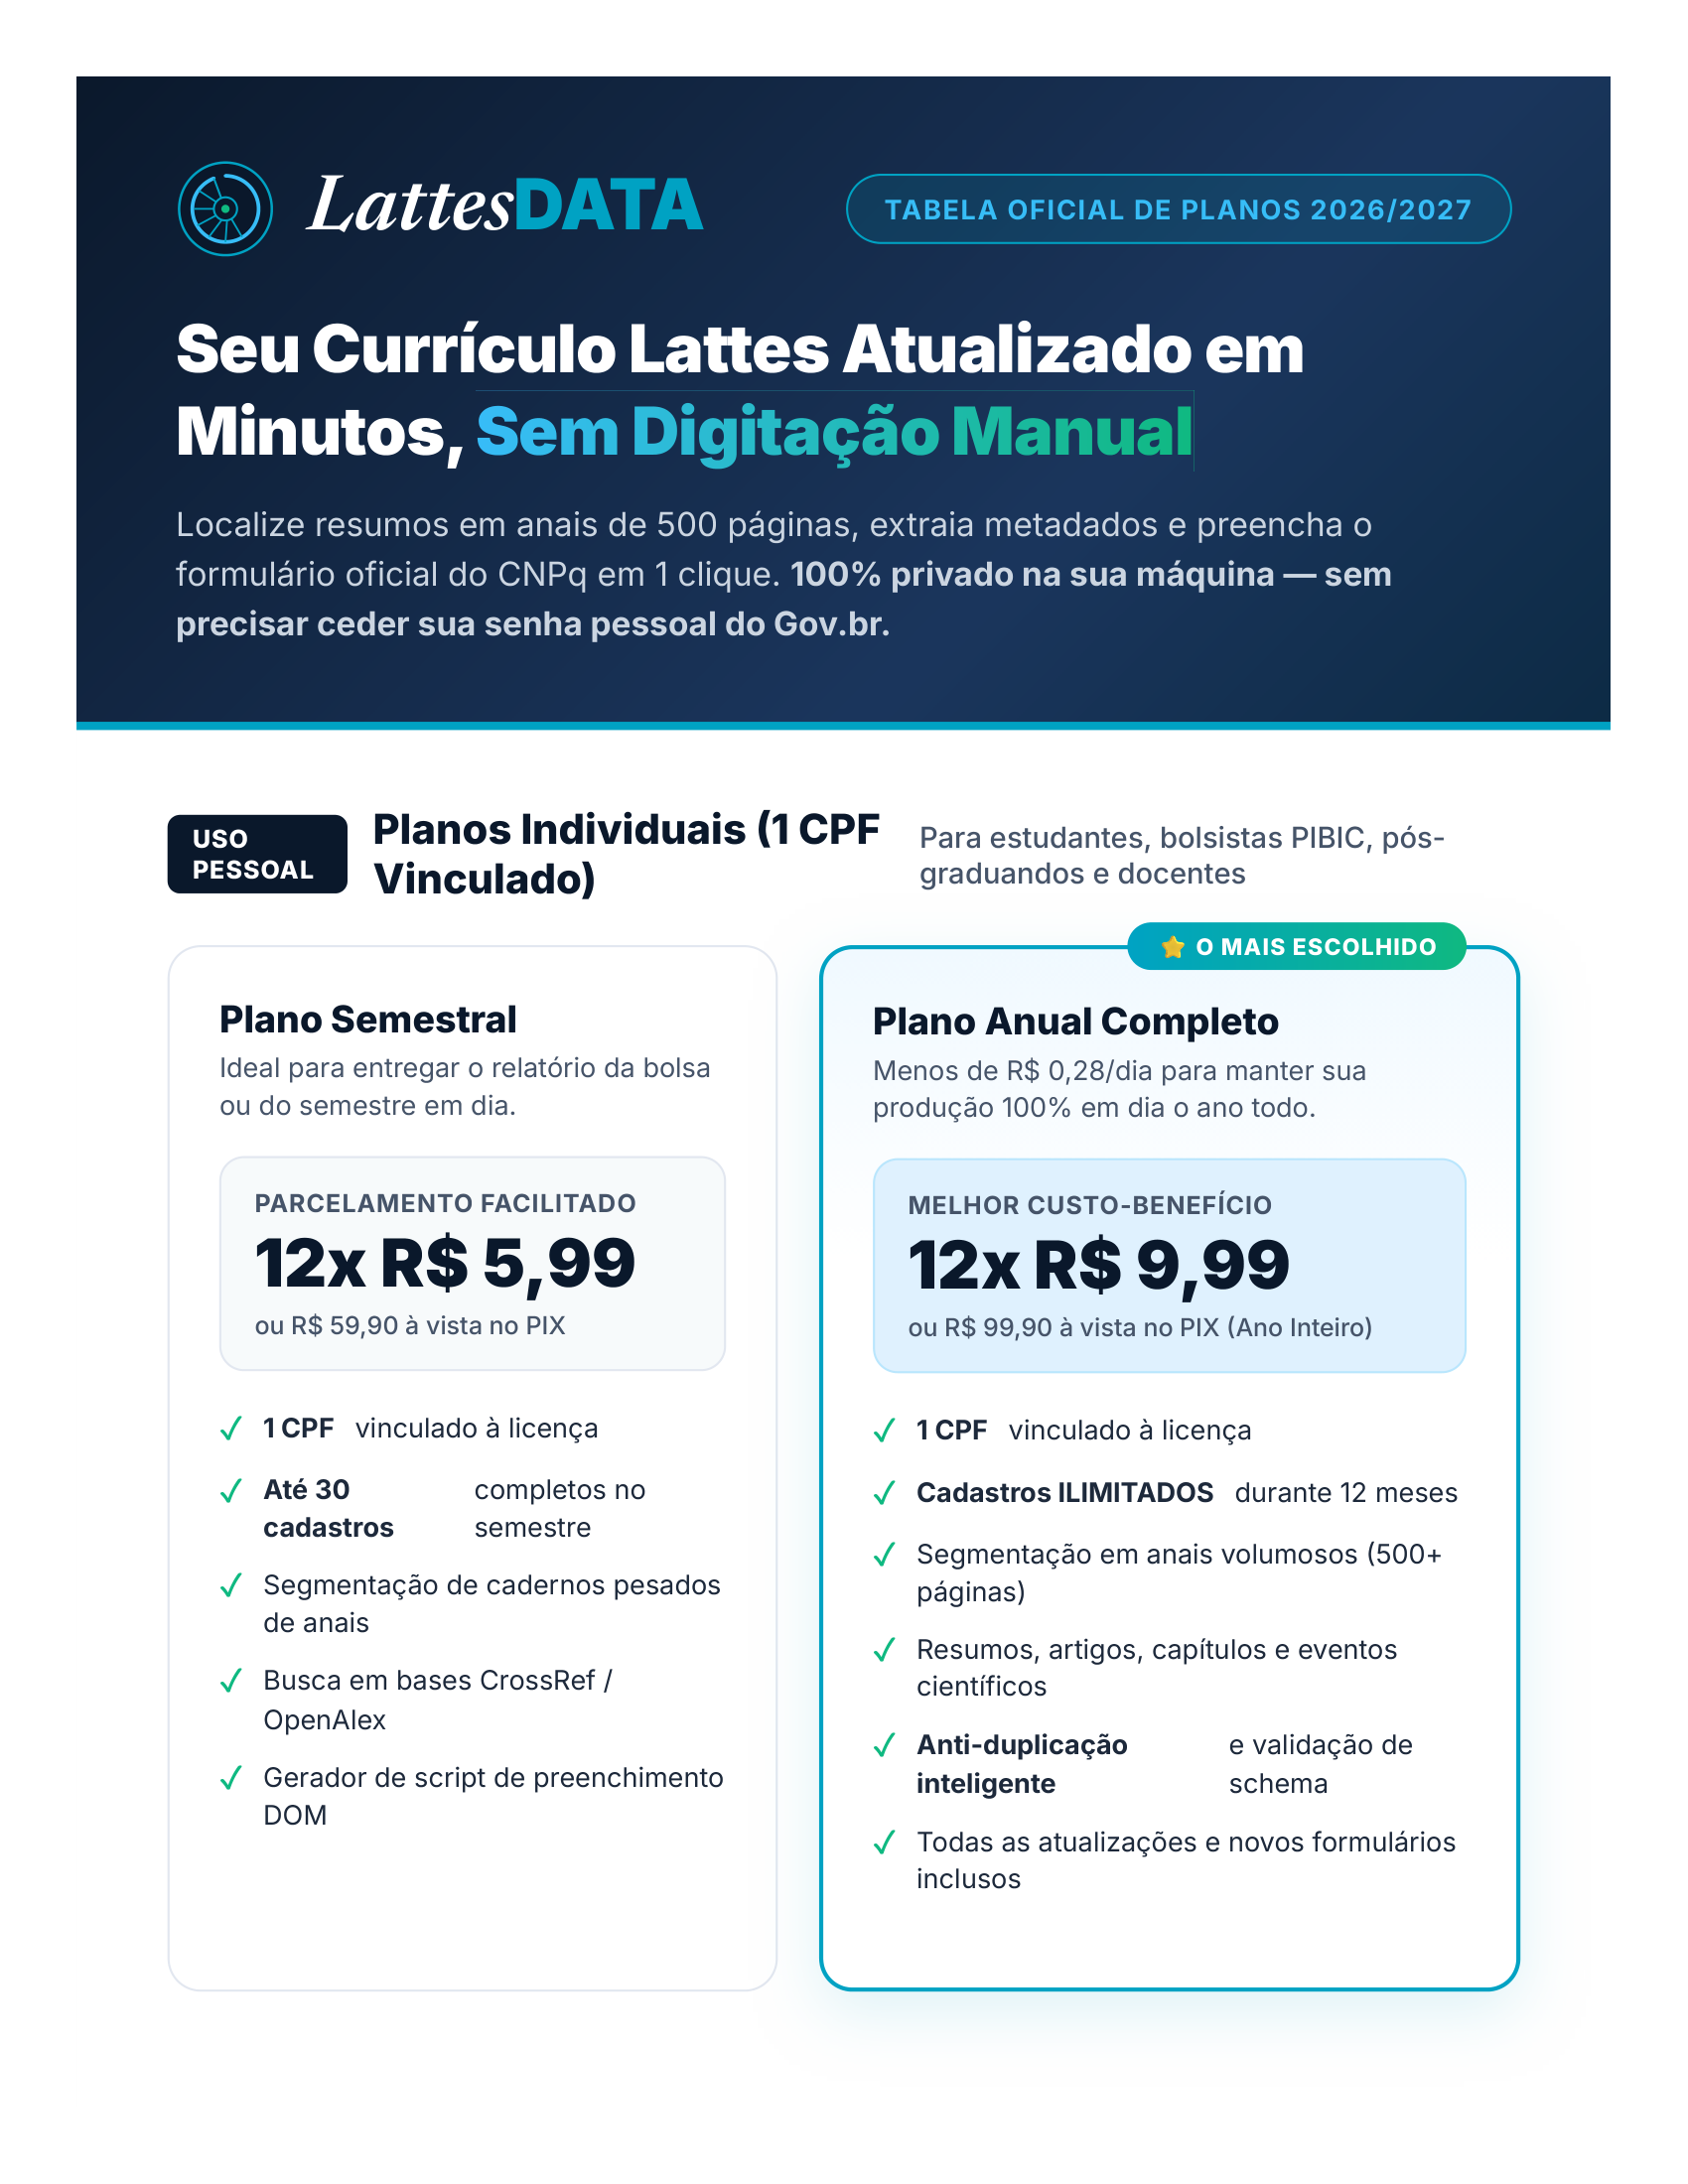 LattesDATA
TABELA OFICIAL DE PLANOS 2026/2027
Seu Currículo Lattes Atualizado em
Minutos, Sem Digitação Manual
Localize resumos em anais de 500 páginas, extraia metadados e preencha o
formulário oficial do CNPq em 1 clique. 100% privado na sua máquina — sem
precisar ceder sua senha pessoal do Gov.br.
USO
PESSOAL
Planos Individuais (1 CPF
Vinculado)
Para estudantes, bolsistas PIBIC, pós-
graduandos e docentes
Plano Semestral
Ideal para entregar o relatório da bolsa
ou do semestre em dia.
PARCELAMENTO FACILITADO
12x R$ 5,99
ou R$ 59,90 à vista no PIX
✓ 1 CPF vinculado à licença
✓ Até 30 completos no
cadastros semestre
✓ Segmentação de cadernos pesados
de anais
✓ Busca em bases CrossRef /
OpenAlex
✓ Gerador de script de preenchimento
DOM
⭐ O MAIS ESCOLHIDO
Plano Anual Completo
Menos de R$ 0,28/dia para manter sua
produção 100% em dia o ano todo.
MELHOR CUSTO-BENEFÍCIO
12x R$ 9,99
ou R$ 99,90 à vista no PIX (Ano Inteiro)
✓ 1 CPF vinculado à licença
✓ Cadastros ILIMITADOS durante 12 meses
✓ Segmentação em anais volumosos (500+
páginas)
✓ Resumos, artigos, capítulos e eventos
científicos
✓ Anti-duplicação e validação de
inteligente schema
✓ Todas as atualizações e novos formulários
inclusos